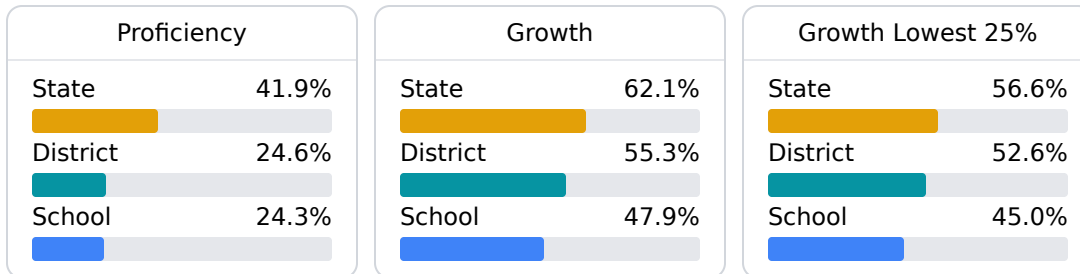 Proficiency
State 41.9%
District 24.6%
School 24.3%
Growth
State 62.1%
District 55.3%
School 47.9%
Growth Lowest 25%
State 56.6%
District 52.6%
School 45.0%